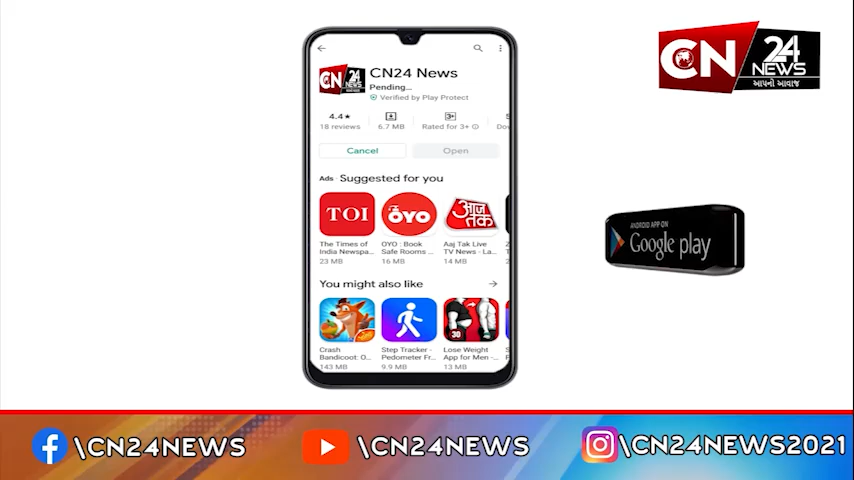 CN24 News
Pending...
Verified by Play Protect
4.4★
18 reviews
6.7 MB
3+
Rated for 3+
Cancel
Open
Ads · Suggested for you
TOI
OYO
आज तक
The Times of
India Newspa...
23 MB
OYO : Book
Safe Rooms ...
16 MB
Aaj Tak Live
TV News - La...
14 MB
You might also like
30
Crash
Bandicoot: O...
143 MB
Step Tracker -
Pedometer Fr...
9.9 MB
Lose Weight
App for Men - ...
13 MB
CN 24
NEWS
આપનો આવાજ
ANDROID APP ON
Google play
\CN24NEWS
\CN24NEWS
\CN24NEWS2021